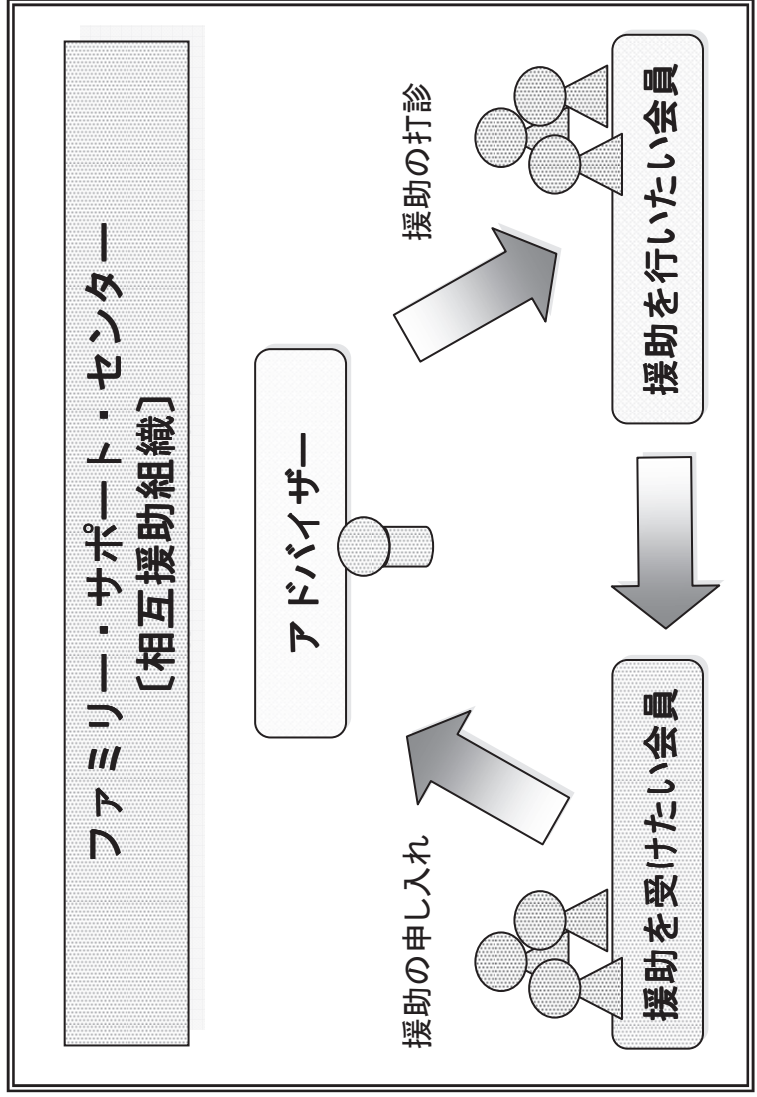 ファミリー・サポート・センター
〔相互援助組織〕
アドバイザー
援助の申し入れ
援助の打診
援助を受けたい会員
援助を行いたい会員